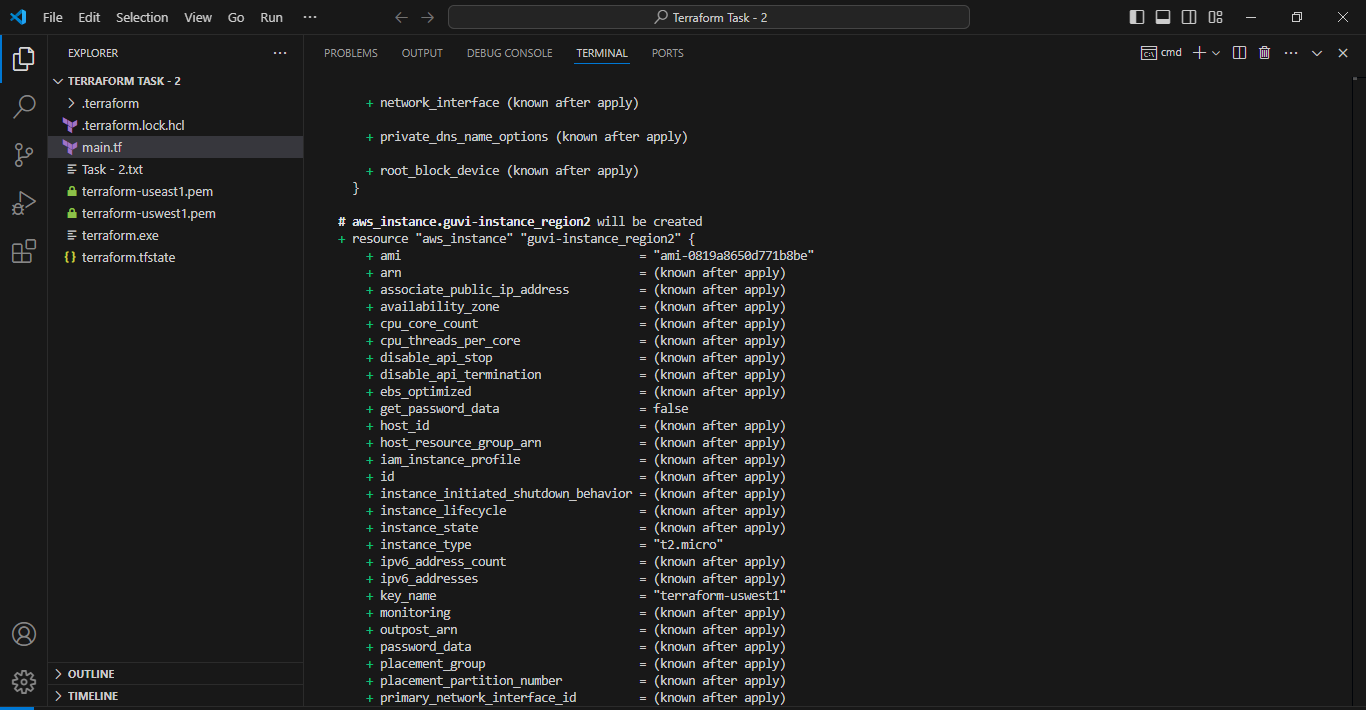 File Edit Selection View Go Run ···
Terraform Task - 2
EXPLORER ···
TERRAFORM TASK - 2
.terraform
.terraform.lock.hcl
main.tf
Task - 2.txt
terraform-useast1.pem
terraform-uswest1.pem
terraform.exe
{} terraform.tfstate
OUTLINE
TIMELINE
PROBLEMS OUTPUT DEBUG CONSOLE TERMINAL PORTS
cmd
+ network_interface (known after apply)
+ private_dns_name_options (known after apply)
+ root_block_device (known after apply)
}
# aws_instance.guvi-instance_region2 will be created
+ resource "aws_instance" "guvi-instance_region2" {
+ ami = "ami-0819a8650d771b8be"
+ arn = (known after apply)
+ associate_public_ip_address = (known after apply)
+ availability_zone = (known after apply)
+ cpu_core_count = (known after apply)
+ cpu_threads_per_core = (known after apply)
+ disable_api_stop = (known after apply)
+ disable_api_termination = (known after apply)
+ ebs_optimized = (known after apply)
+ get_password_data = false
+ host_id = (known after apply)
+ host_resource_group_arn = (known after apply)
+ iam_instance_profile = (known after apply)
+ id = (known after apply)
+ instance_initiated_shutdown_behavior = (known after apply)
+ instance_lifecycle = (known after apply)
+ instance_state = (known after apply)
+ instance_type = "t2.micro"
+ ipv6_address_count = (known after apply)
+ ipv6_addresses = (known after apply)
+ key_name = "terraform-uswest1"
+ monitoring = (known after apply)
+ outpost_arn = (known after apply)
+ password_data = (known after apply)
+ placement_group = (known after apply)
+ placement_partition_number = (known after apply)
+ primary_network_interface_id = (known after apply)